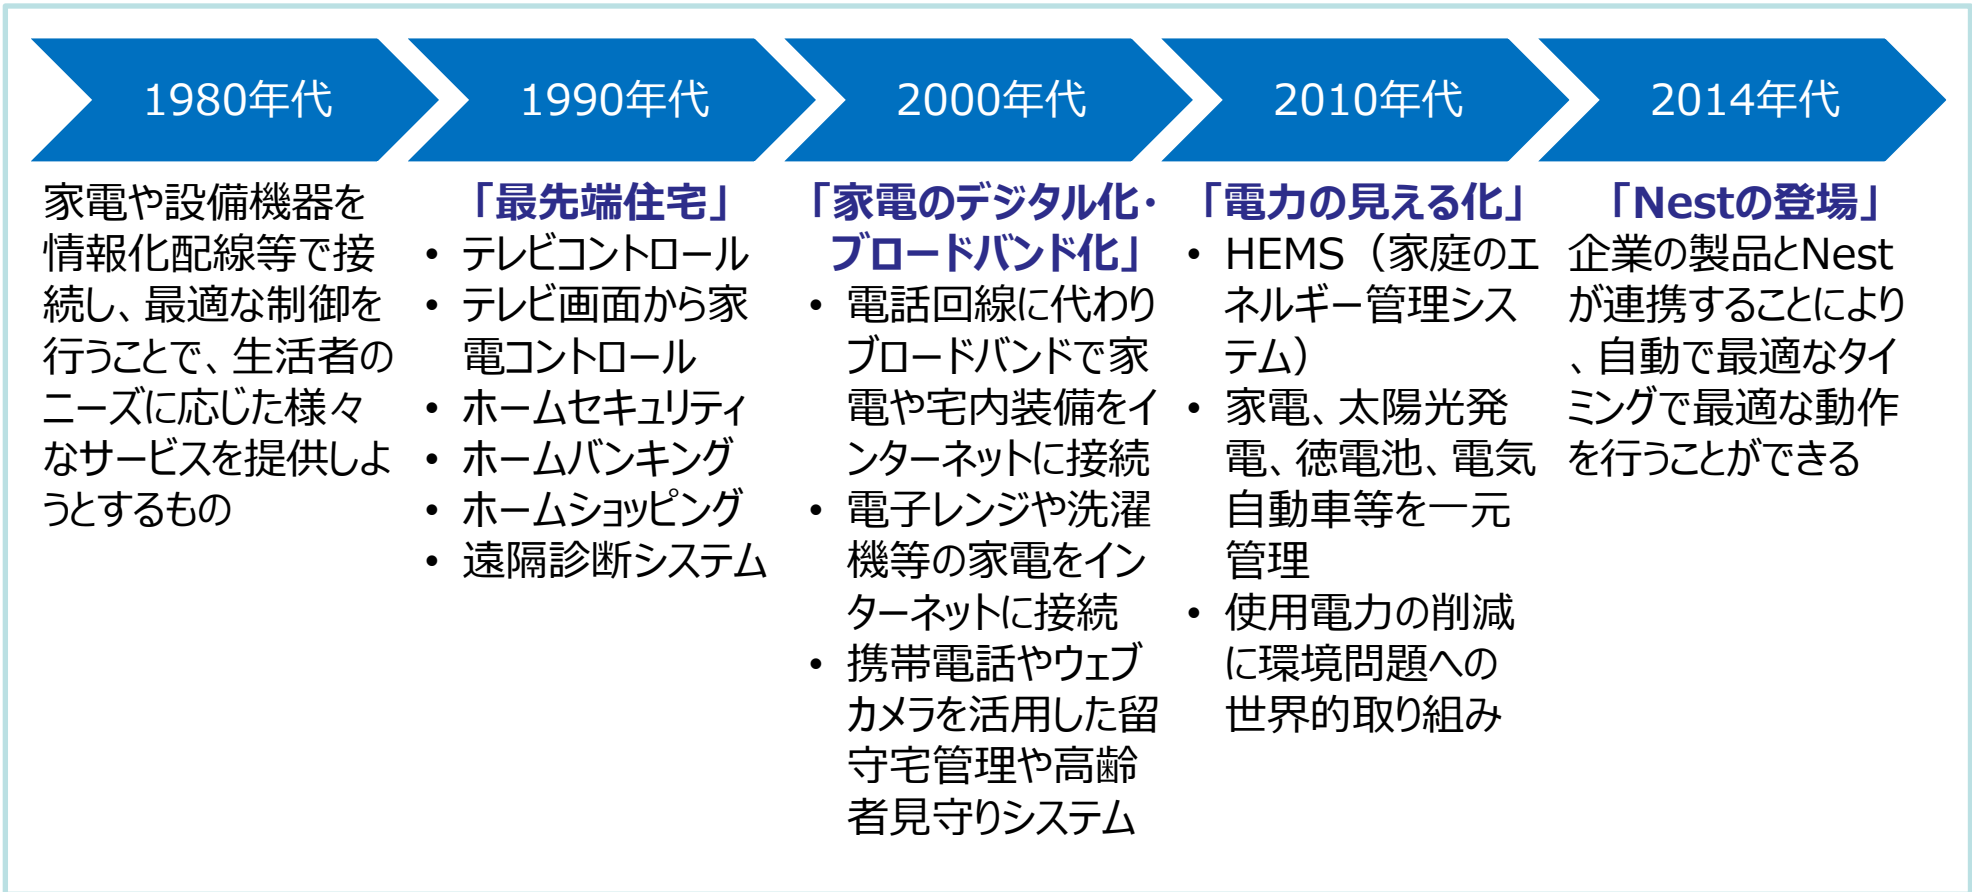 1980年代
1990年代
2000年代
2010年代
2014年代
家電や設備機器を
情報化配線等で接
続し、最適な制御を
行うことで、生活者の
ニーズに応じた様々
なサービスを提供しよ
うとするもの
「最先端住宅」
• テレビコントロール
• テレビ画面から家
電コントロール
• ホームセキュリティ
• ホームバンキング
• ホームショッピング
• 遠隔診断システム
「家電のデジタル化・
ブロードバンド化」
• 電話回線に代わり
ブロードバンドで家
電や宅内装備をイ
ンターネットに接続
• 電子レンジや洗濯
機等の家電をイン
ターネットに接続
• 携帯電話やウェブ
カメラを活用した留
守宅管理や高齢
者見守りシステム
「電力の見える化」
• HEMS（家庭のエ
ネルギー管理シス
テム）
• 家電、太陽光発
電、徳電池、電気
自動車等を一元
管理
• 使用電力の削減
に環境問題への
世界的取り組み
「Nestの登場」
企業の製品とNest
が連携することにより
、自動で最適なタイ
ミングで最適な動作
を行うことができる